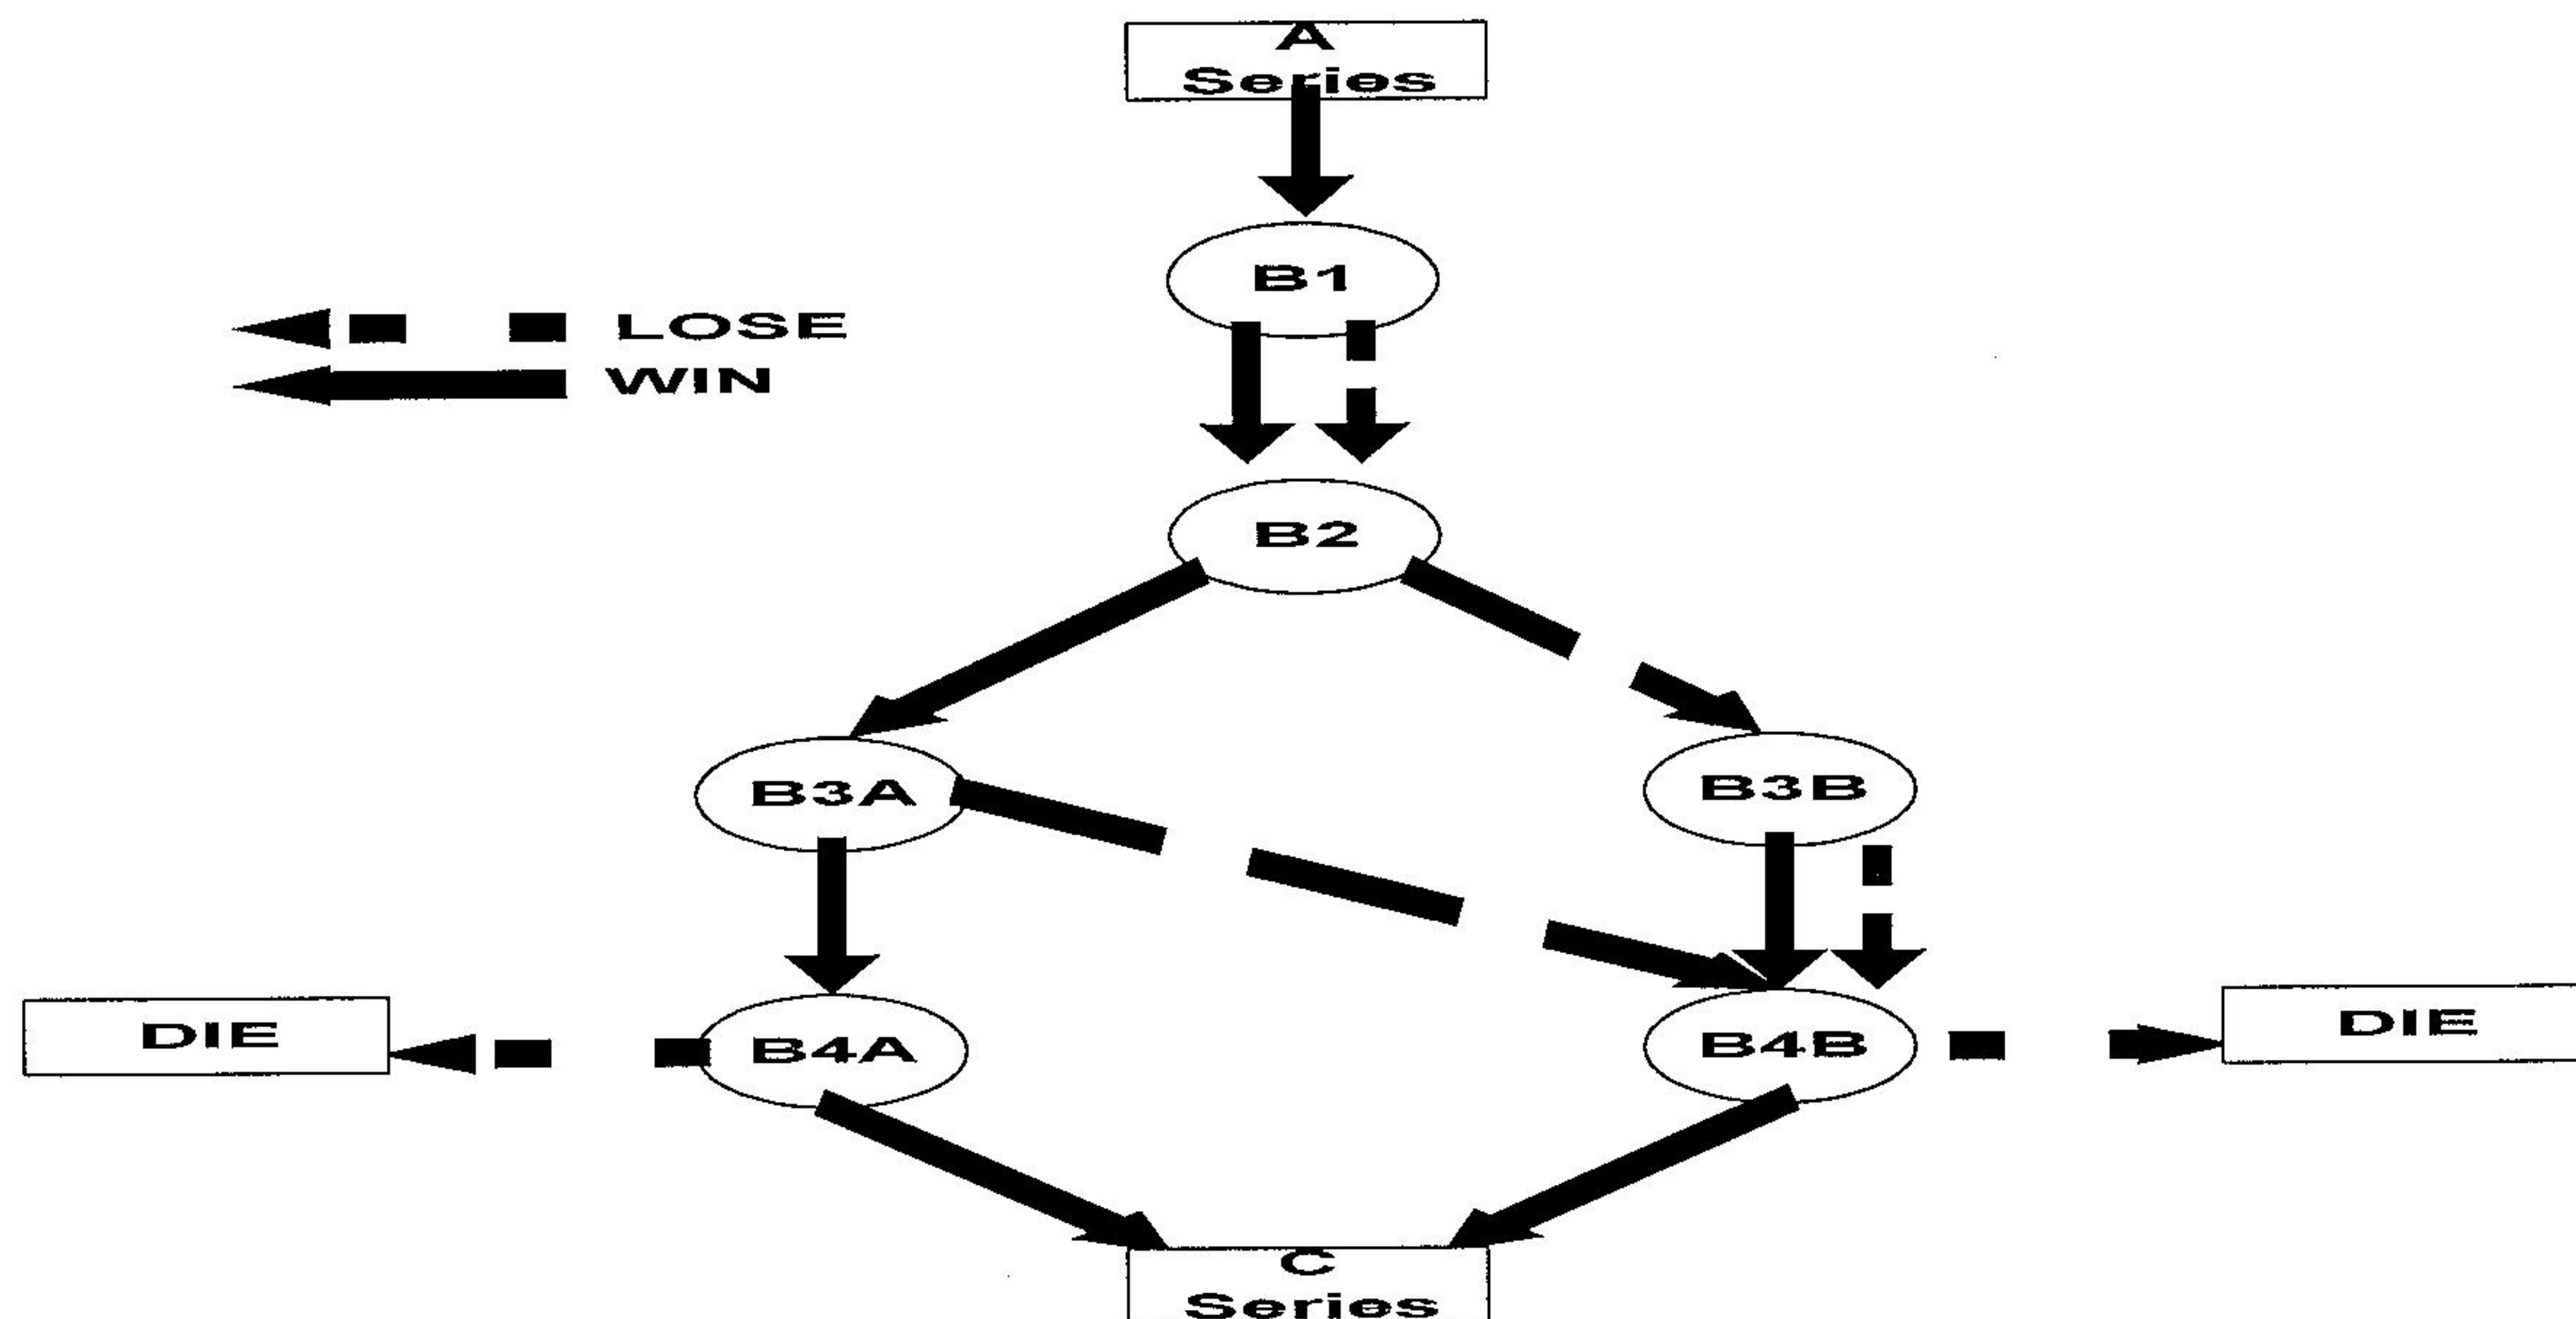 A
Series
B1
LOSE
WIN
B2
B3A
B3B
DIE
B4A
B4B
DIE
C
Series